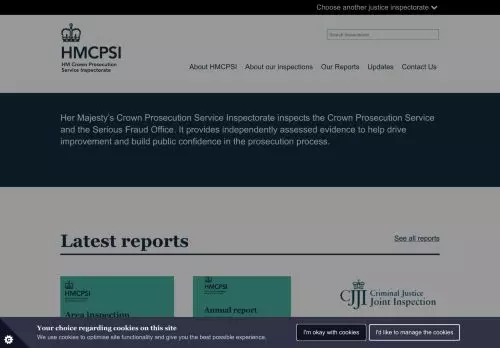 Choose another justice inspectorate
HMCPSI
HM Crown Prosecution
Service Inspectorate
Search Inspectorate
About HMCPSI
About our inspections
Our Reports
Updates
Contact Us
Her Majesty's Crown Prosecution Service Inspectorate inspects the Crown Prosecution Service
and the Serious Fraud Office. It provides independently assessed evidence to help drive
improvement and build public confidence in the prosecution process.
Latest reports
See all reports
HMCPSI
Area inspection
HMCPSI
Annual report
CJJI Criminal Justice
Joint Inspection
Your choice regarding cookies on this site
We use cookies to optimise site functionality and give you the best possible experience.
I'm okay with cookies
I'd like to manage the cookies